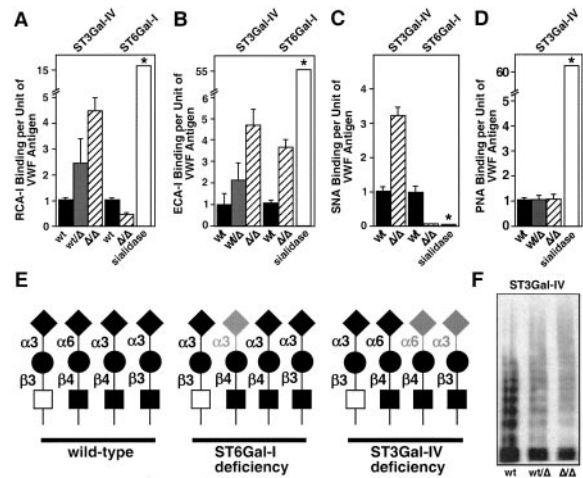 A
ST3Gal-IV
ST6Gal-I
RCA-I Binding per Unit of
VWF Antigen
15
*
6
5
4
3
2
1
0
wt
wt/Δ
Δ/Δ
wt
Δ/Δ
sialidase
B
ST3Gal-IV
ST6Gal-I
ECA-I Binding per Unit of
VWF Antigen
55
*
6
5
4
3
2
1
0
wt
wt/Δ
Δ/Δ
wt
Δ/Δ
sialidase
C
ST3Gal-IV
ST6Gal-I
SNA Binding per Unit of
VWF Antigen
4
3
2
1
0
*
wt
Δ/Δ
wt
Δ/Δ
sialidase
D
ST3Gal-IV
PNA Binding per Unit of
VWF Antigen
60
*
5
4
3
2
1
0
wt
wt/Δ
Δ/Δ
sialidase
E
α3 α6 α3 α3
β3 β4 β4 β3
wild-type
α3 α3 α3 α3
β3 β4 β4 β3
ST6Gal-I
deficiency
α3 α6 α6 α3
β3 β4 β4 β3
ST3Gal-IV
deficiency
F
ST3Gal-IV
wt wt/Δ Δ/Δ